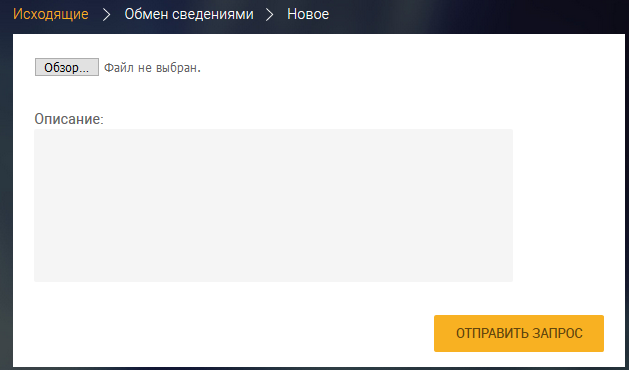 Исходящие > Обмен сведениями > Новое
Обзор... Файл не выбран.
Описание:
ОТПРАВИТЬ ЗАПРОС